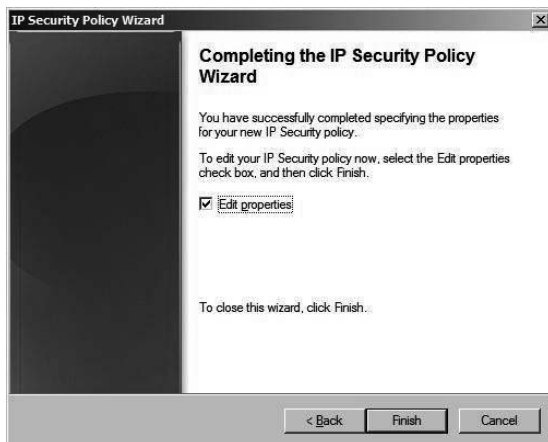 IP Security Policy Wizard
Completing the IP Security Policy
Wizard
You have successfully completed specifying the properties
for your new IP Security policy.
To edit your IP Security policy now, select the Edit properties
check box, and then click Finish.
Edit properties
To close this wizard, click Finish.
< Back Finish Cancel